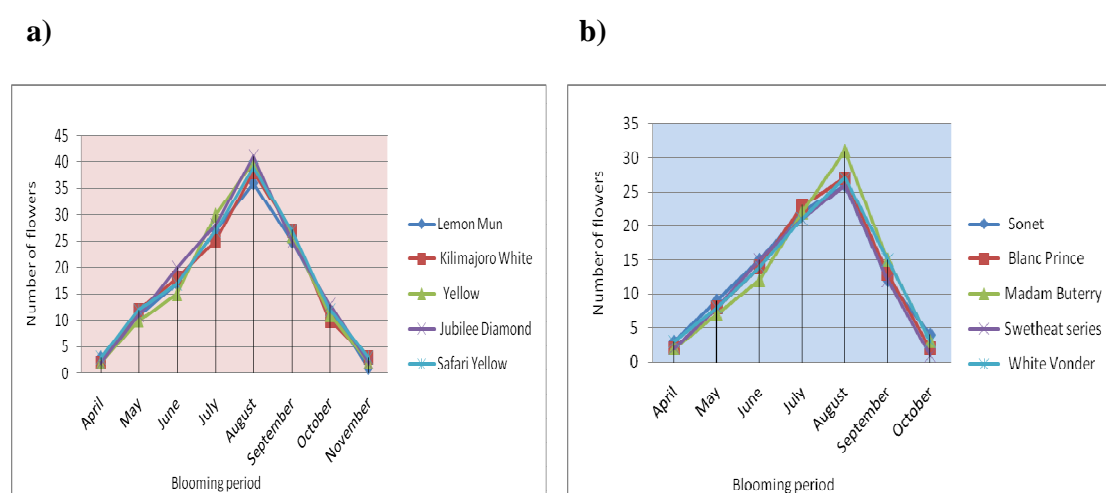 a)
45
40
35
30
25
20
15
10
5
0
Number of flowers
April
May
June
July
August
September
October
November
Blooming period
Lemon Mun
Kilimajoro White
Yellow
Jubilee Diamond
Safari Yellow
b)
35
30
25
20
15
10
5
0
Number of flowers
April
May
June
July
August
September
October
Blooming period
Sonet
Blanc Prince
Madam Buterry
Swetheat series
White Vonder